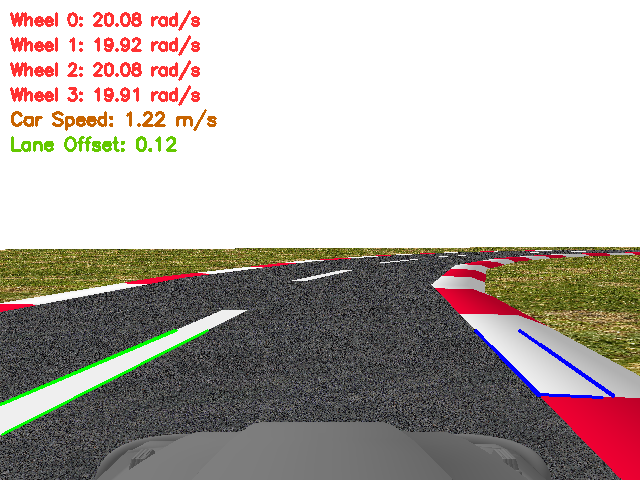 Wheel 0: 20.08 rad/s
Wheel 1: 19.92 rad/s
Wheel 2: 20.08 rad/s
Wheel 3: 19.91 rad/s
Car Speed: 1.22 m/s
Lane Offset: 0.12